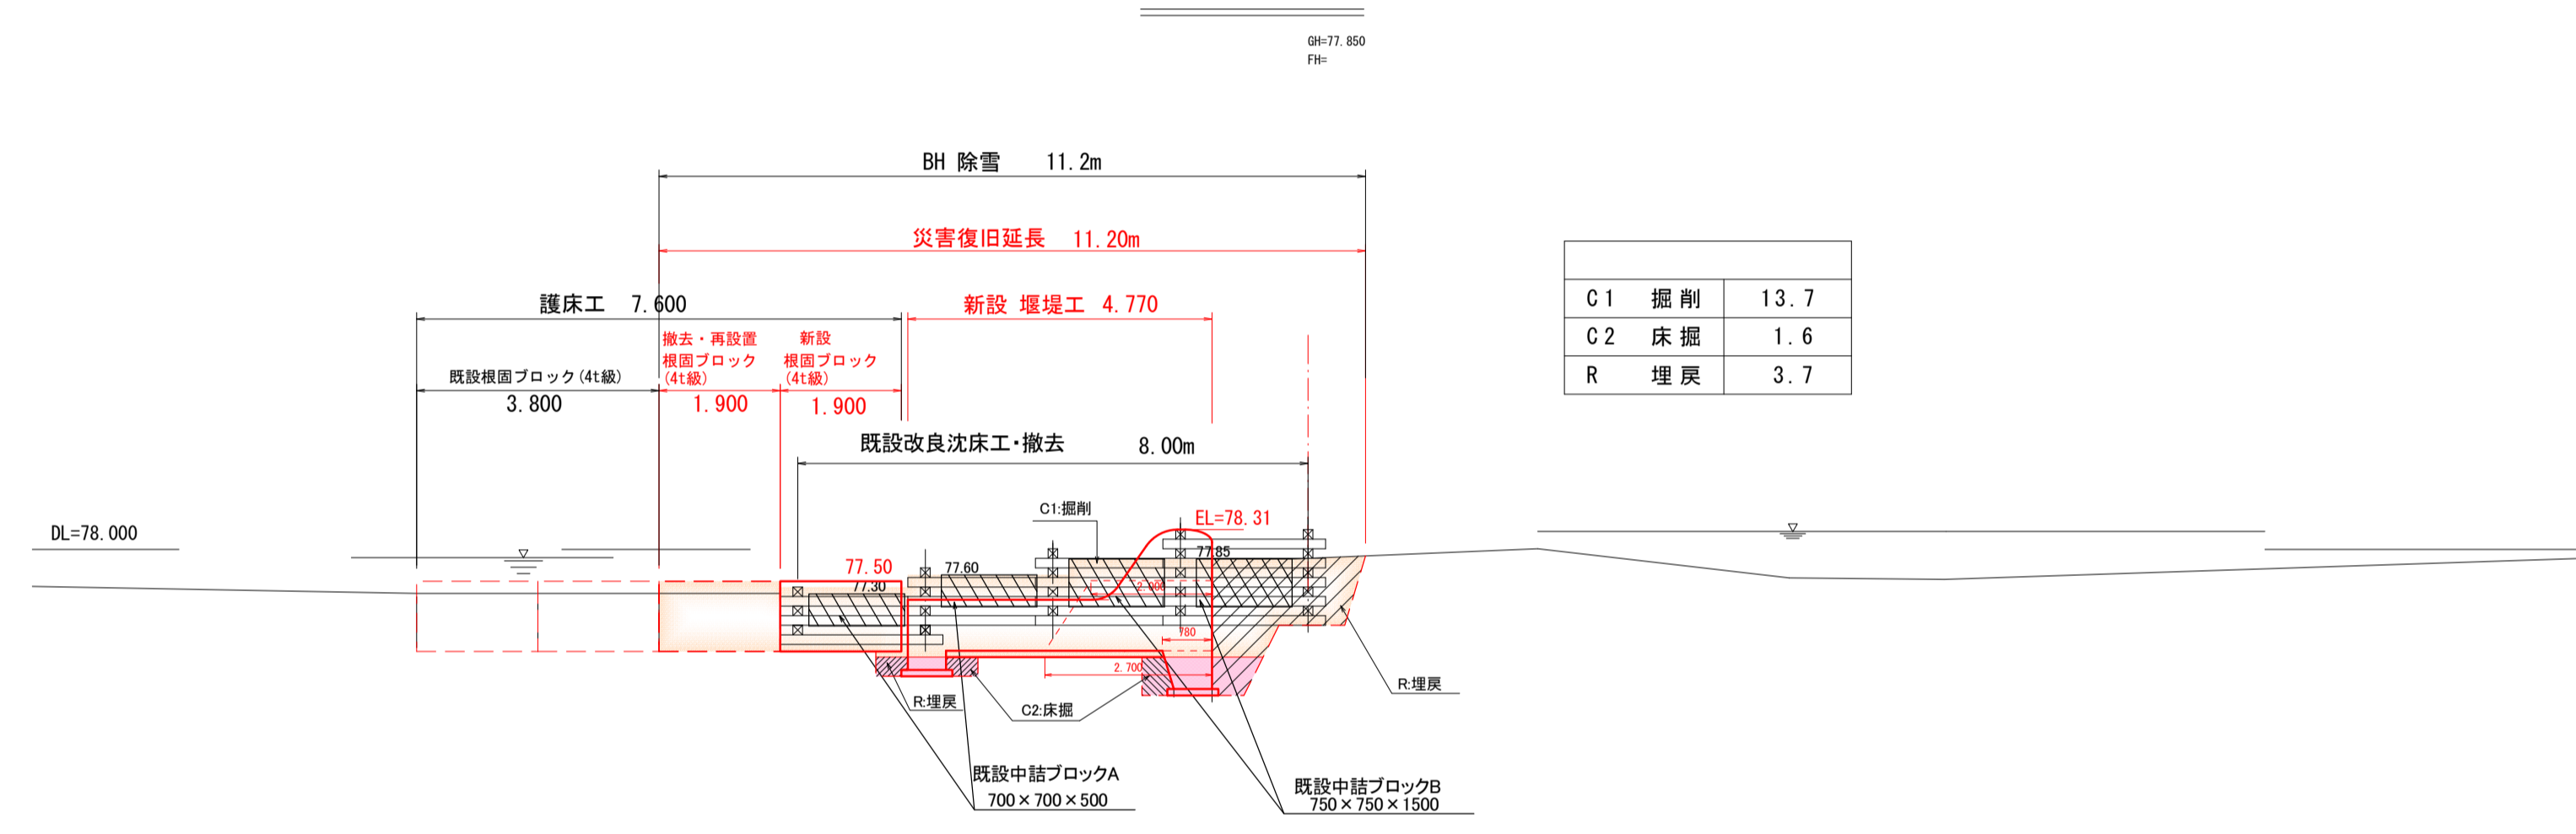 GH=77.850
FH=
BH 除雪 11.2m
災害復旧延長 11.20m
護床工 7.600
新設 堰堤工 4.770
撤去・再設置
根固ブロック
(4t級)
新設
根固ブロック
(4t級)
既設根固ブロック(4t級)
3.800
1.900
1.900
既設改良沈床工・撤去 8.00m
C1 掘削 13.7
C2 床掘 1.6
R 埋戻 3.7
C1:掘削
EL=78.31
DL=78.000
77.50
77.60
77.85
77.30
2.000
780
2.700
R:埋戻
R:埋戻
C2:床掘
既設中詰ブロックA
700×700×500
既設中詰ブロックB
750×750×1500